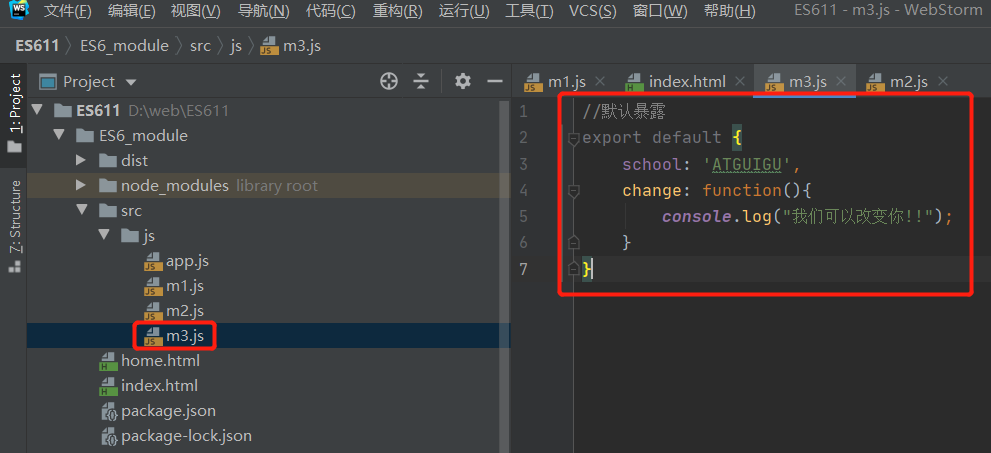 WS 文件(F) 编辑(E) 视图(V) 导航(N) 代码(C) 重构(R) 运行(U) 工具(T) VCS(S) 窗口(W) 帮助(H) ES611 - m3.js - WebStorm
ES611 ES6_module src js m3.js
1: Project
7: Structure
Project
ES611 D:\web\ES611
ES6_module
dist
node_modules library root
src
js
app.js
m1.js
m2.js
m3.js
home.html
index.html
package.json
package-lock.json
m1.js index.html m3.js m2.js
1 //默认暴露
2 export default {
3 school: 'ATGUIGU',
4 change: function(){
5 console.log("我们可以改变你!!");
6 }
7 }